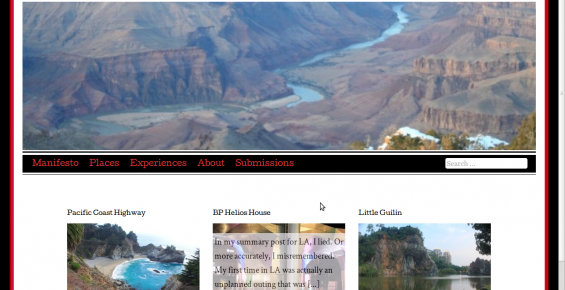 Manifesto Places Experiences About Submissions Search ...
Pacific Coast Highway BP Helios House Little Guilin
In my summary post for LA, I lied. Or
more accurately, I misremembered.
My first time in LA was actually an
unplanned outing that was [...]